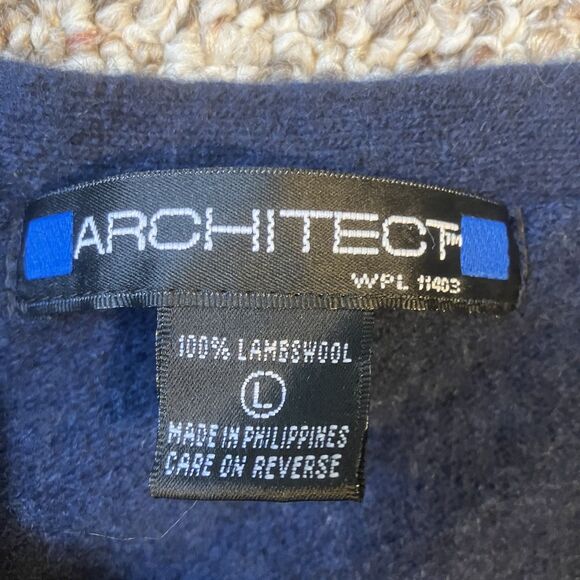 ARCHITECT™
WPL 11403
100% LAMBSWOOL
L
MADE IN PHILIPPINES
CARE ON REVERSE